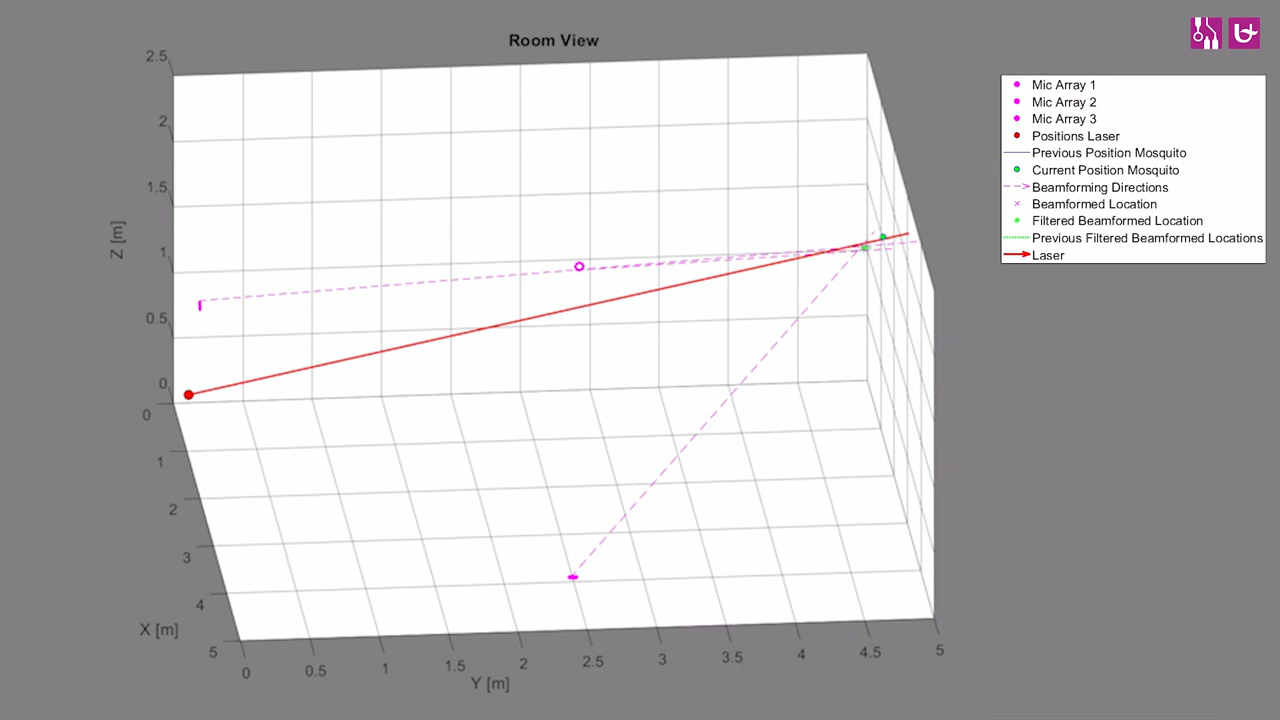 Room View
Mic Array 1
Mic Array 2
Mic Array 3
Positions Laser
Previous Position Mosquito
Current Position Mosquito
Beamforming Directions
Beamformed Location
Filtered Beamformed Location
Previous Filtered Beamformed Locations
Laser
2.5
2
1.5
1
0.5
0
Z [m]
0
1
2
3
4
5
X [m]
0
0.5
1
1.5
2
2.5
3
3.5
4
4.5
5
Y [m]